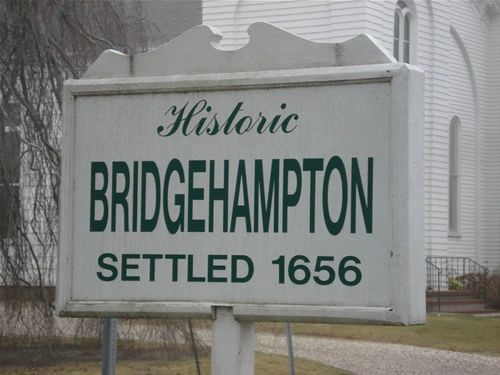 Historic
BRIDGEHAMPTON
SETTLED 1656